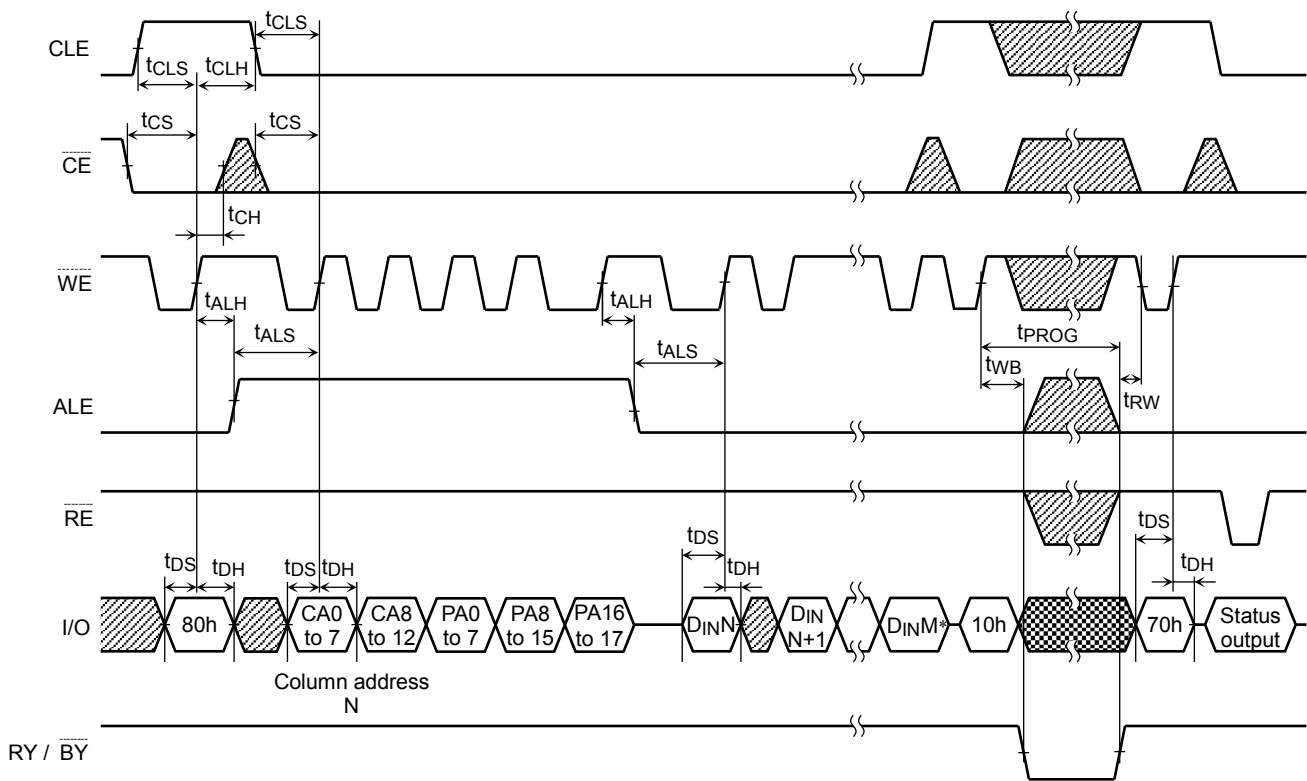 tCLS
CLE
tCLS tCLH
tCS tCS
CE
tCH
WE
tALH tALH
tALS tALS
tPROG
tWB
tRW
ALE
RE
tDS tDH tDS tDH tDS tDH tDS tDH
I/O
80h
CA0
to 7
CA8
to 12
PA0
to 7
PA8
to 15
PA16
to 17
DINN
DIN
N+1
DINM*
10h
70h
Status
output
Column address
N
RY / BY